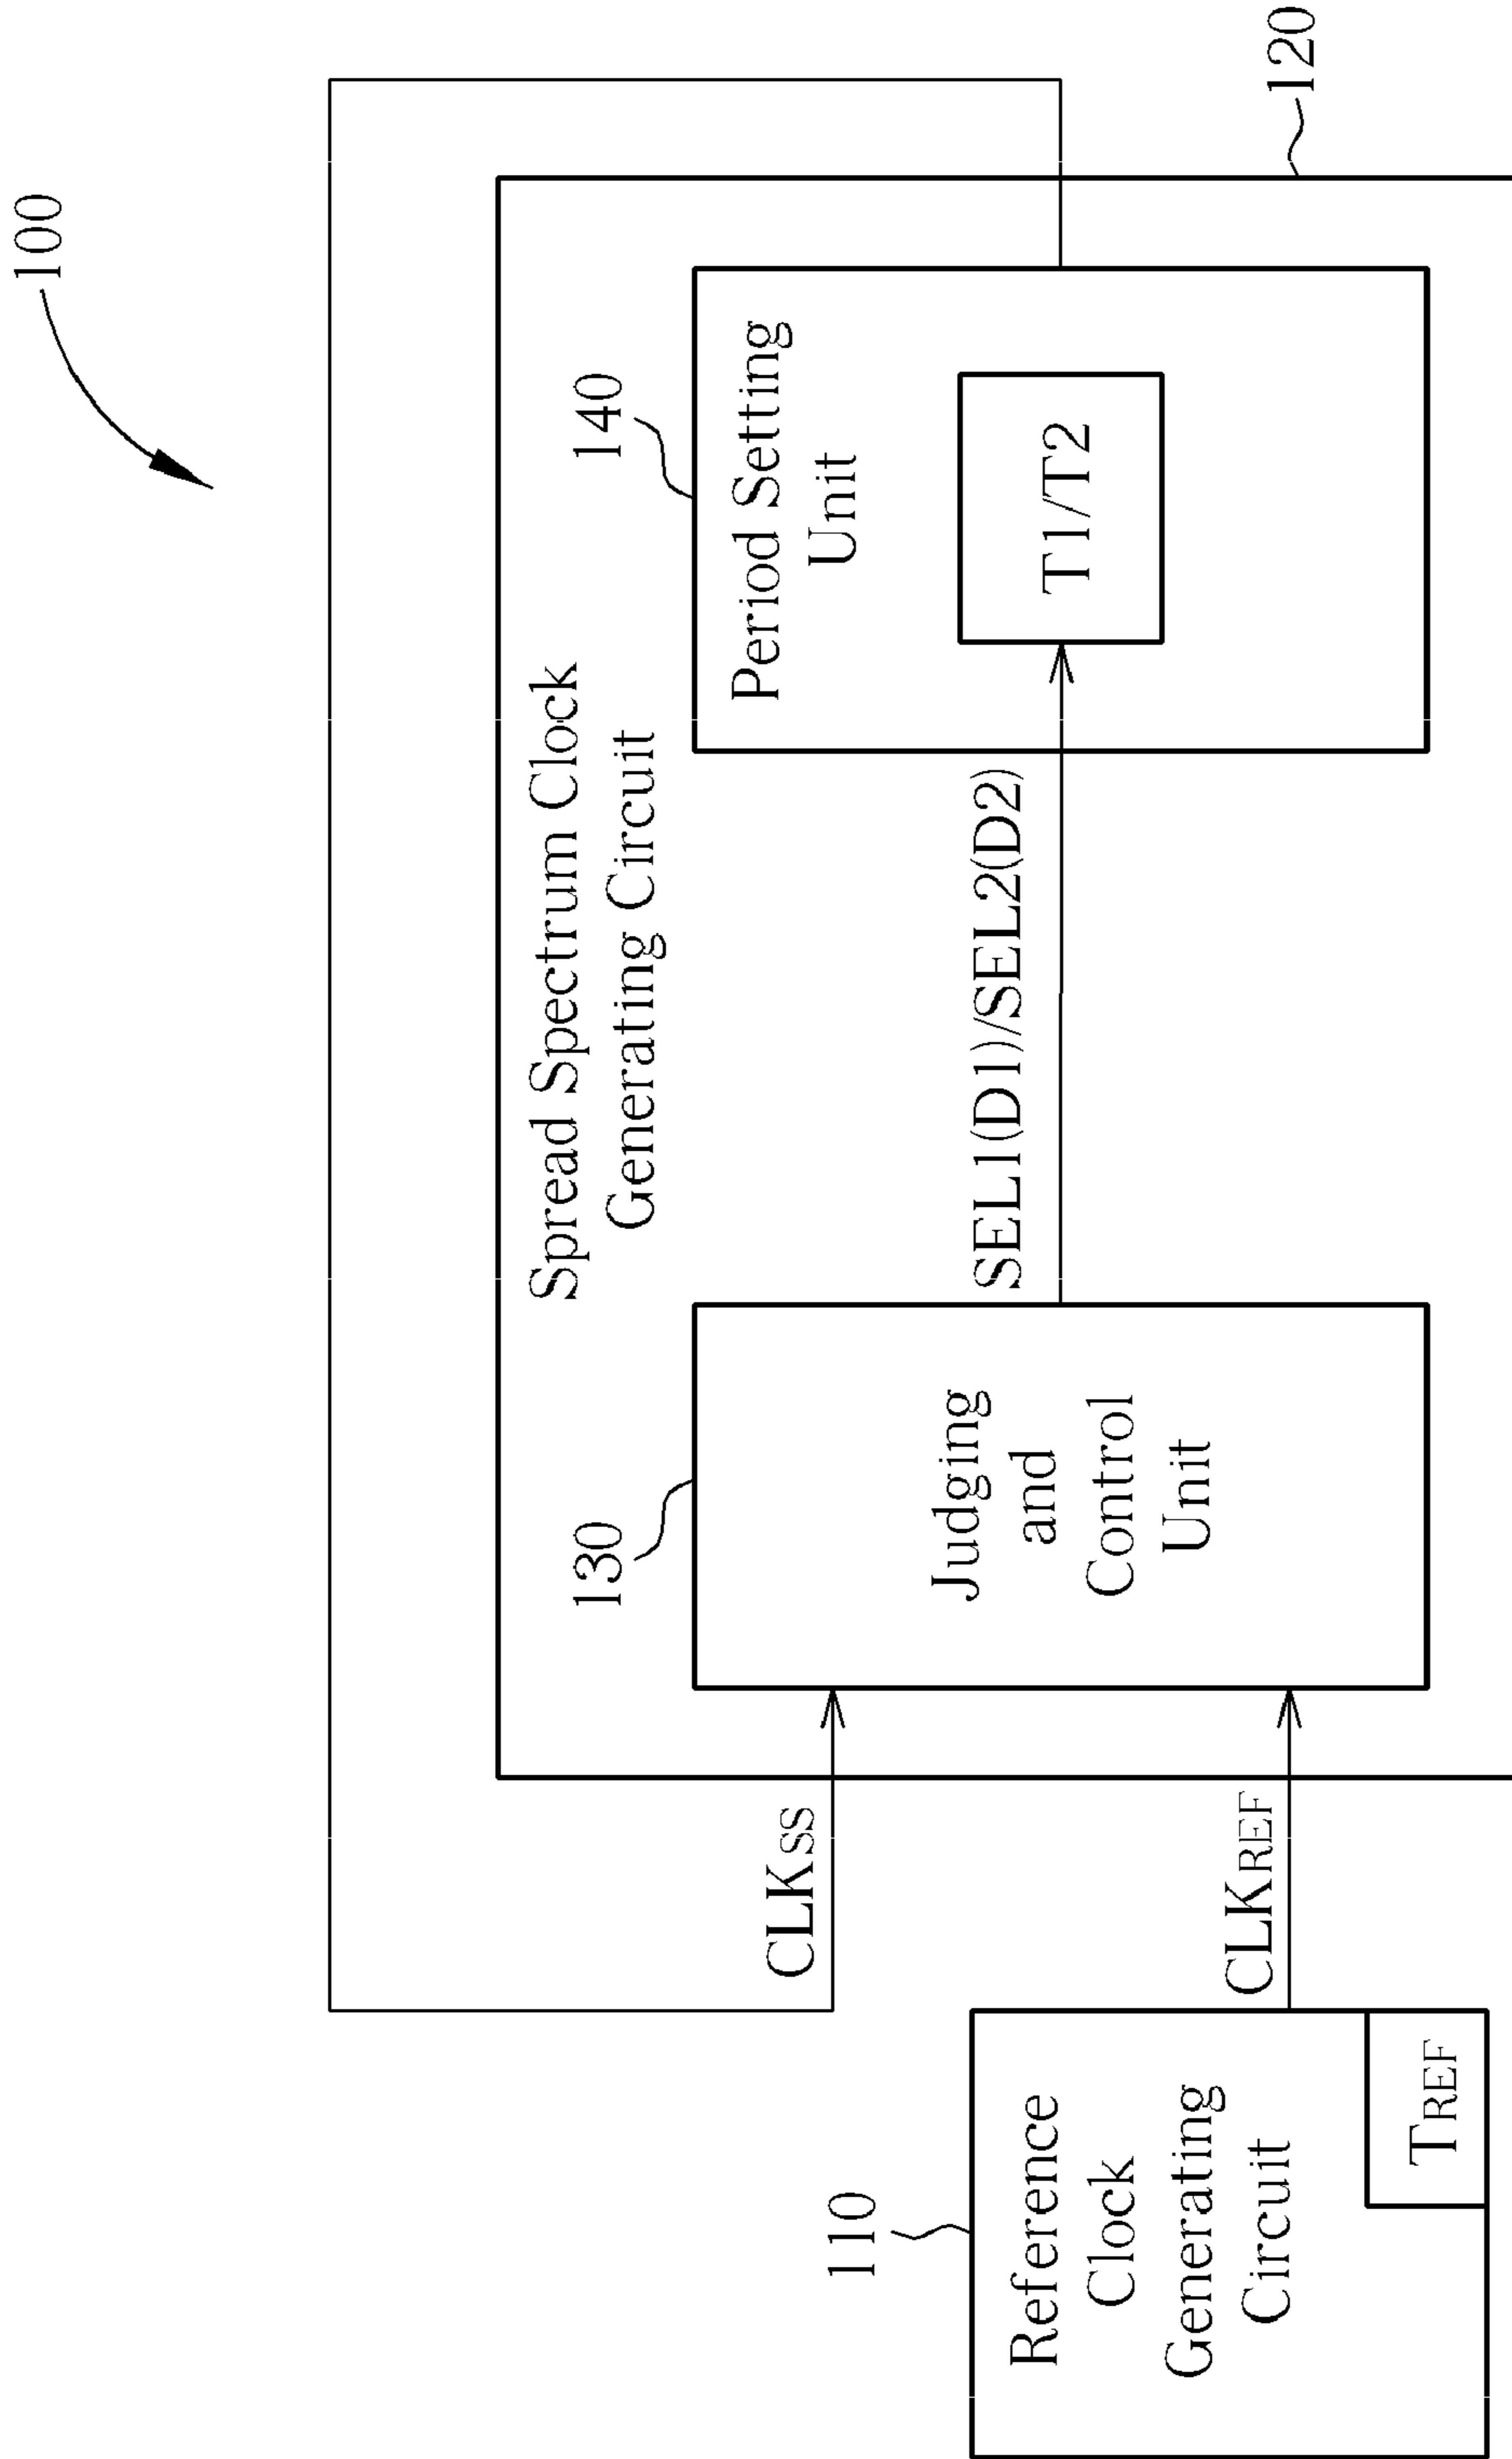 100
120
Spread Spectrum Clock
Generating Circuit
130
140
Judging
and
Control
Unit
Period Setting
Unit
T1/T2
SEL1(D1)/SEL2(D2)
CLKSS
CLKREF
110
Reference
Clock
Generating
Circuit
TREF